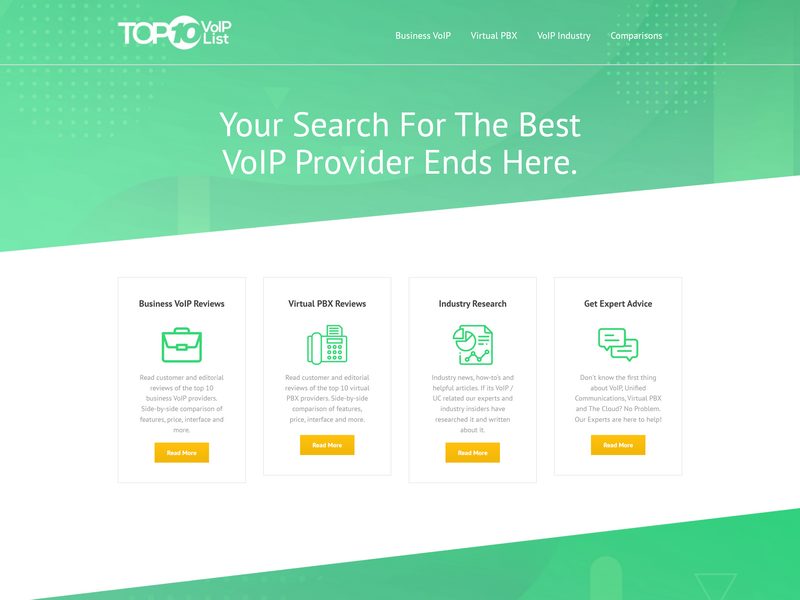 TOP10 VoIP List
Business VoIP
Virtual PBX
VoIP Industry
Comparisons
Your Search For The Best
VoIP Provider Ends Here.
Business VoIP Reviews
Read customer and editorial
reviews of the top 10
business VoIP providers.
Side-by-side comparison of
features, price, interface and
more.
Read More
Virtual PBX Reviews
Read customer and editorial
reviews of the top 10 virtual
PBX providers. Side-by-side
comparison of features,
price, interface and more.
Read More
Industry Research
Industry news, how-to's and
helpful articles. If its VoIP /
UC related our experts and
industry insiders have
researched it and written
about it.
Read More
Get Expert Advice
Don't know the first thing
about VoIP, Unified
Communications, Virtual PBX
and The Cloud? No Problem.
Our Experts are here to help!
Read More